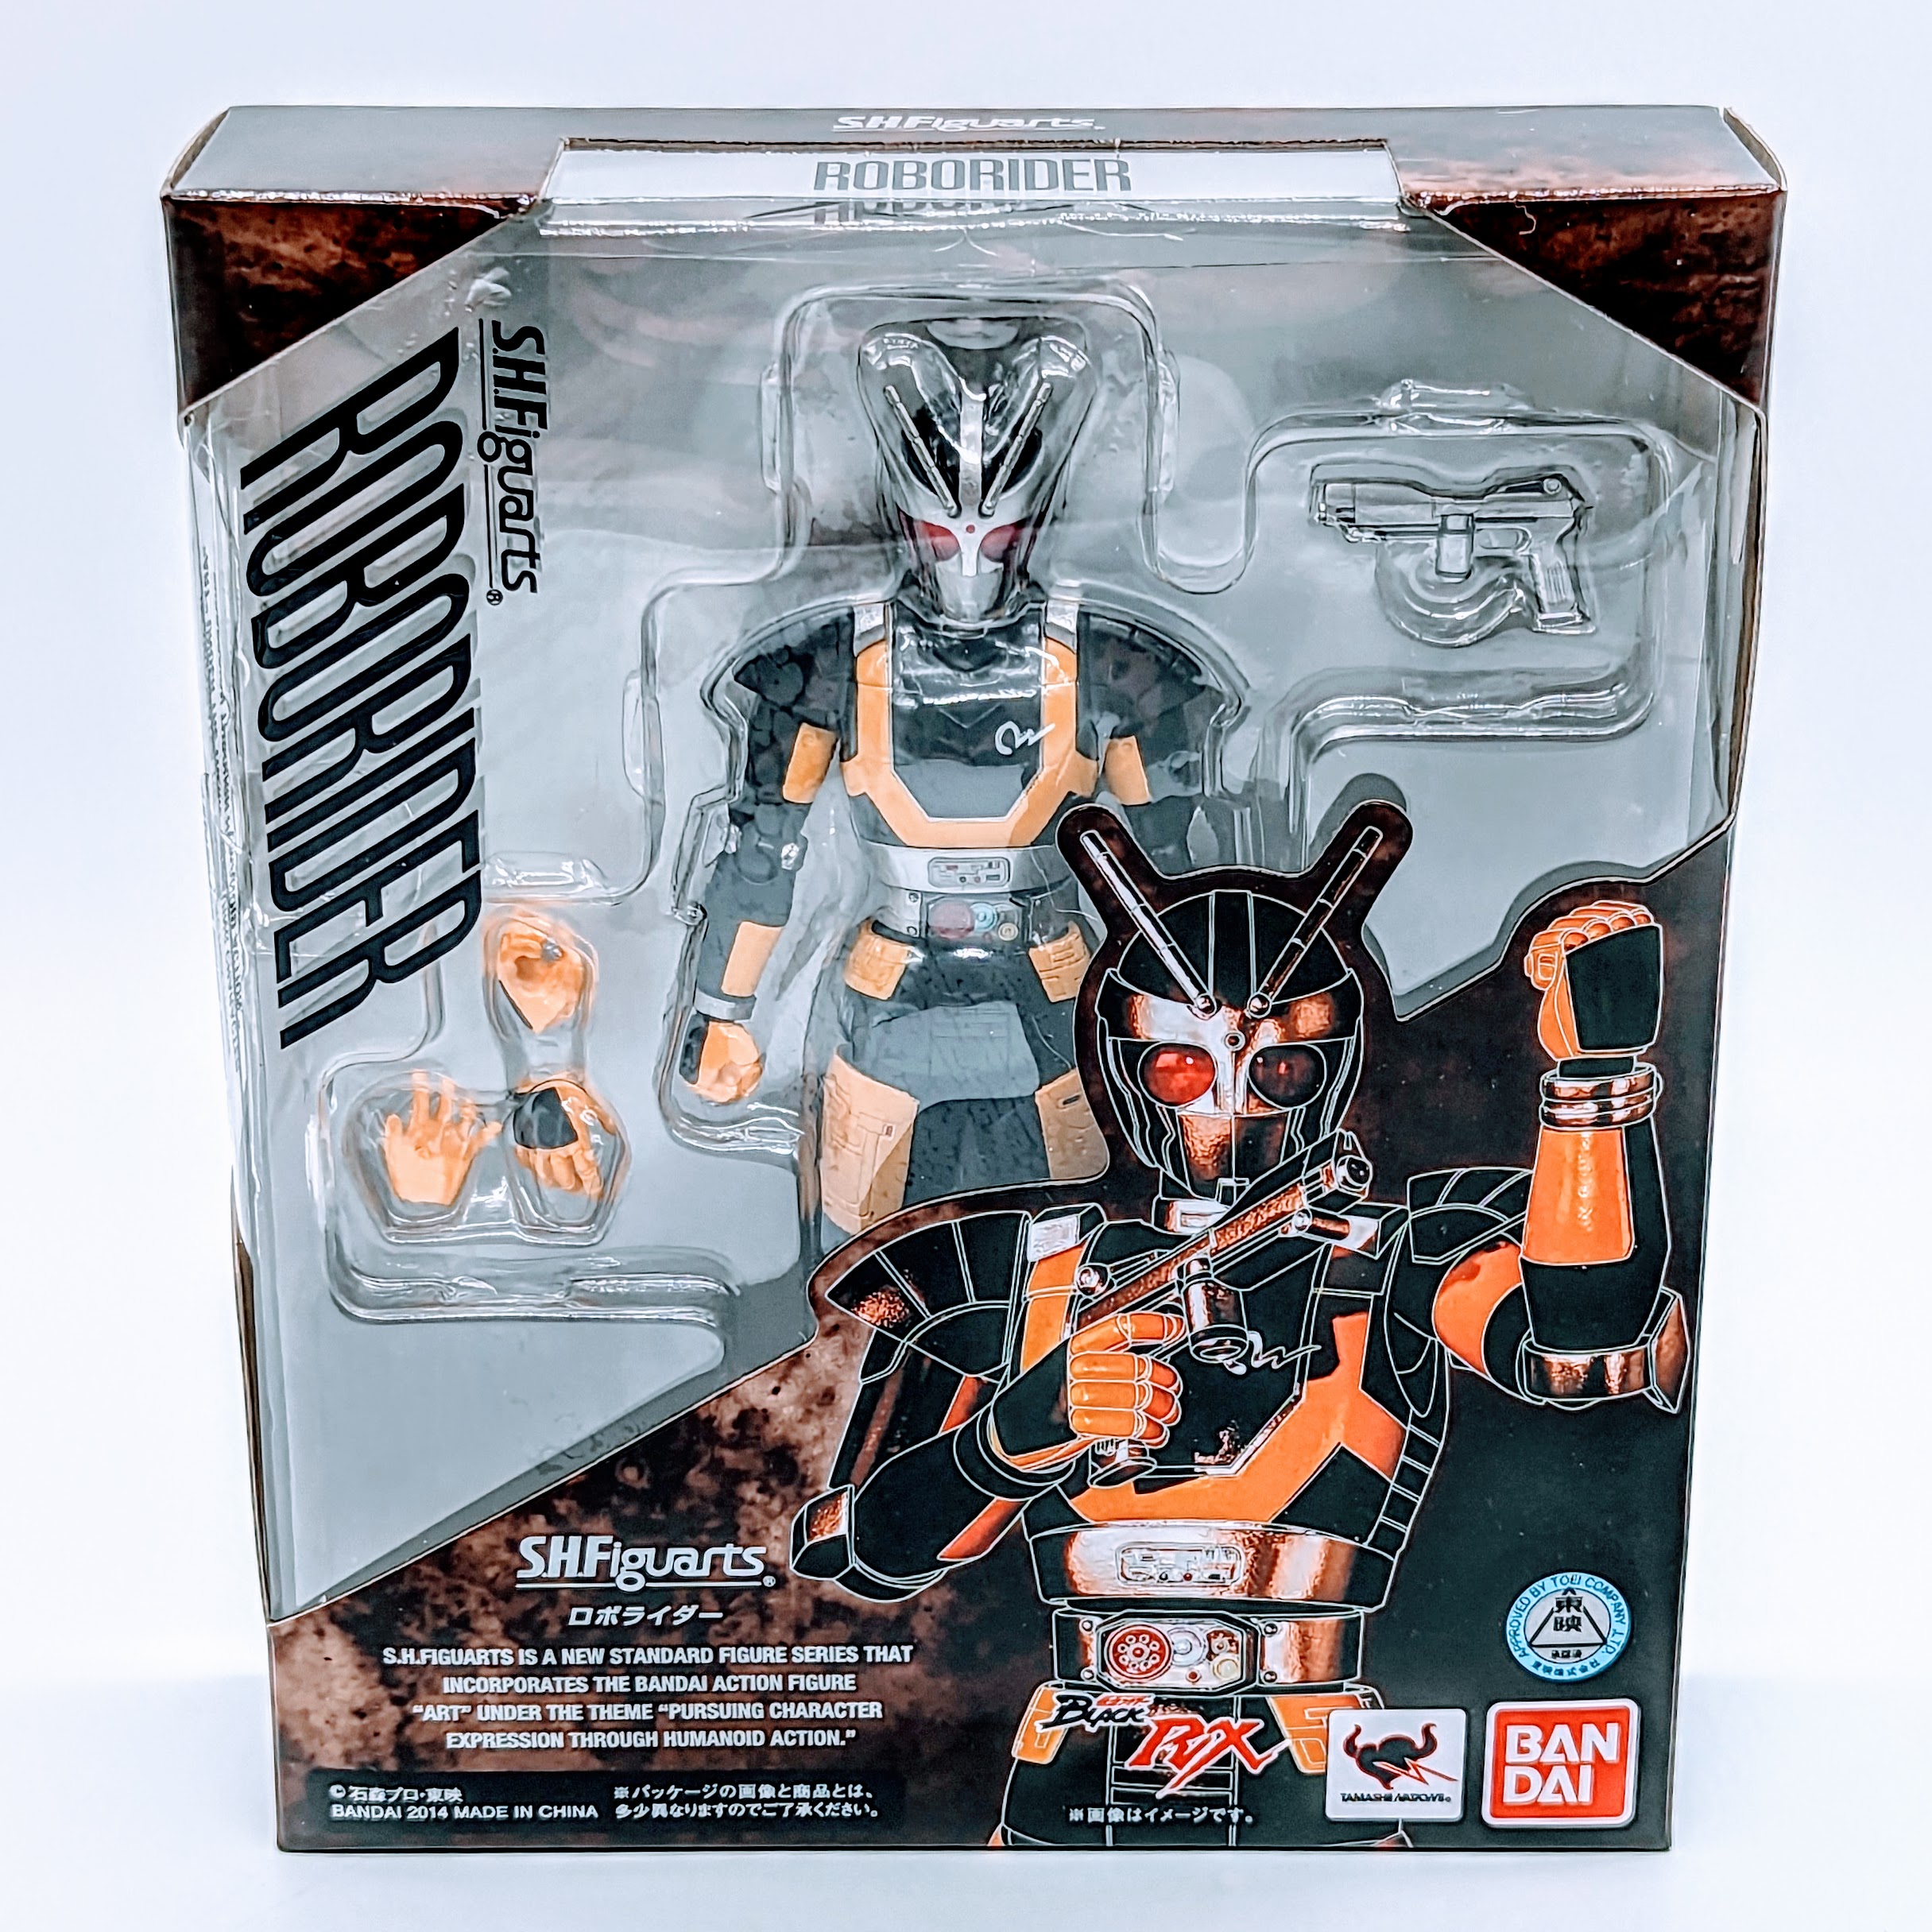 S.H.Figuarts
ROBORIDER
S.H.Figuarts®
ROBORIDER
S.H.Figuarts®
ロボライダー
S.H.FIGUARTS IS A NEW STANDARD FIGURE SERIES THAT
INCORPORATES THE BANDAI ACTION FIGURE
"ART" UNDER THE THEME "PURSUING CHARACTER
EXPRESSION THROUGH HUMANOID ACTION."
©石森プロ・東映
BANDAI 2014 MADE IN CHINA
※パッケージの画像と商品とは、
多少異なりますのでご了承ください。
BLACK
RX
※画像はイメージです。
APPROVED BY TOEI COMPANY, LTD.
東映
TAMASHII NATIONS
BAN
DAI